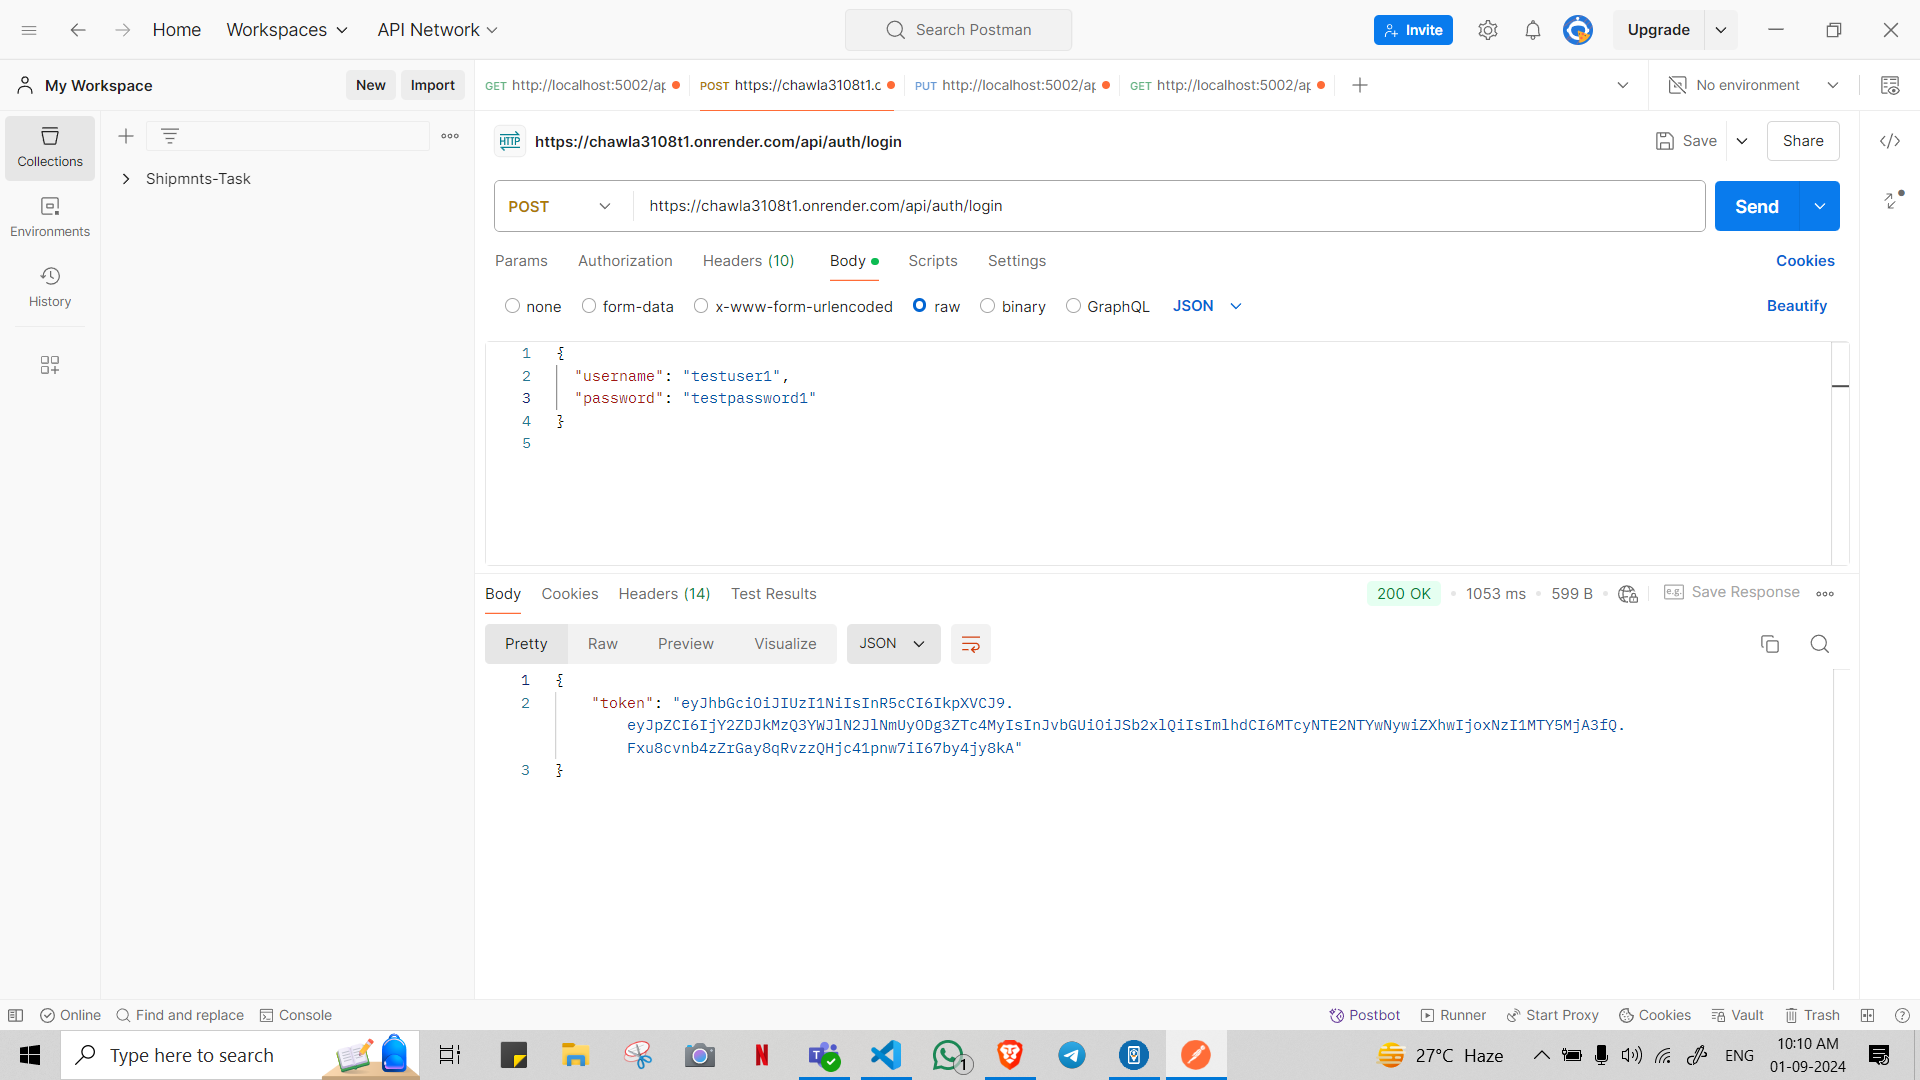 Home Workspaces API Network Search Postman Invite Upgrade
My Workspace New Import GET http://localhost:5002/ap POST https://chawla3108t1.c PUT http://localhost:5002/ap GET http://localhost:5002/ap No environment
Collections
Shipmnts-Task
Environments
History
HTTP https://chawla3108t1.onrender.com/api/auth/login Save Share
POST https://chawla3108t1.onrender.com/api/auth/login Send
Params Authorization Headers (10) Body Scripts Settings Cookies
none form-data x-www-form-urlencoded raw binary GraphQL JSON Beautify
1 {
2 "username": "testuser1",
3 "password": "testpassword1"
4 }
5
Body Cookies Headers (14) Test Results 200 OK 1053 ms 599 B e.g. Save Response
Pretty Raw Preview Visualize JSON
1 {
2 "token": "eyJhbGciOiJIUzI1NiIsInR5cCI6IkpXVCJ9.
eyJpZCI6IjY2ZDJkMzQ3YWJlN2JlNmUyODg3ZTc4MyIsInJvbGUiOiJSb2xlQiIsImlhdCI6MTcyNTE2NTYwNywiZXhwIjoxNzI1MTY5MjA3fQ.
Fxu8cvnb4zZrGay8qRvzzQHjc41pnw7iI67by4jy8kA"
3 }
Online Find and replace Console Postbot Runner Start Proxy Cookies Vault Trash
Type here to search N 1 27°C Haze ENG 10:10 AM
01-09-2024